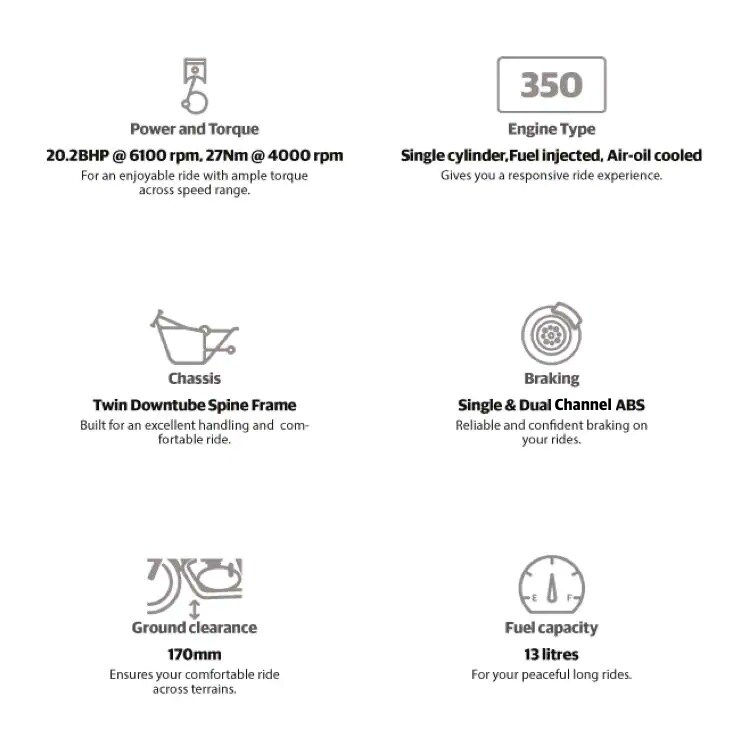 Power and Torque
20.2BHP @ 6100 rpm, 27Nm @ 4000 rpm
For an enjoyable ride with ample torque
across speed range.
350
Engine Type
Single cylinder,Fuel injected, Air-oil cooled
Gives you a responsive ride experience.
Chassis
Twin Downtube Spine Frame
Built for an excellent handling and com-
fortable ride.
Braking
Single & Dual Channel ABS
Reliable and confident braking on
your rides.
Ground clearance
170mm
Ensures your comfortable ride
across terrains.
E F
Fuel capacity
13 litres
For your peaceful long rides.